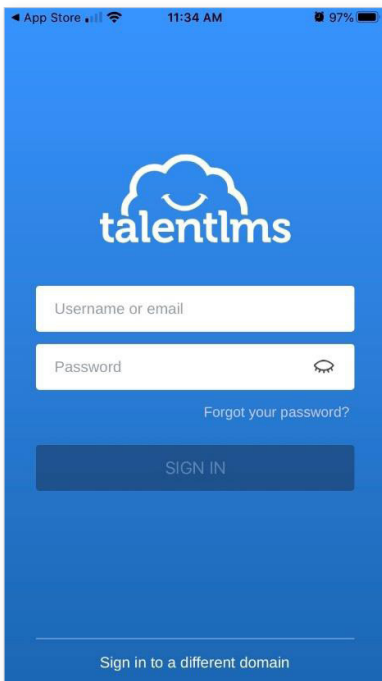 App Store 11:34 AM 97%
talentlms
Username or email
Password
Forgot your password?
SIGN IN
Sign in to a different domain